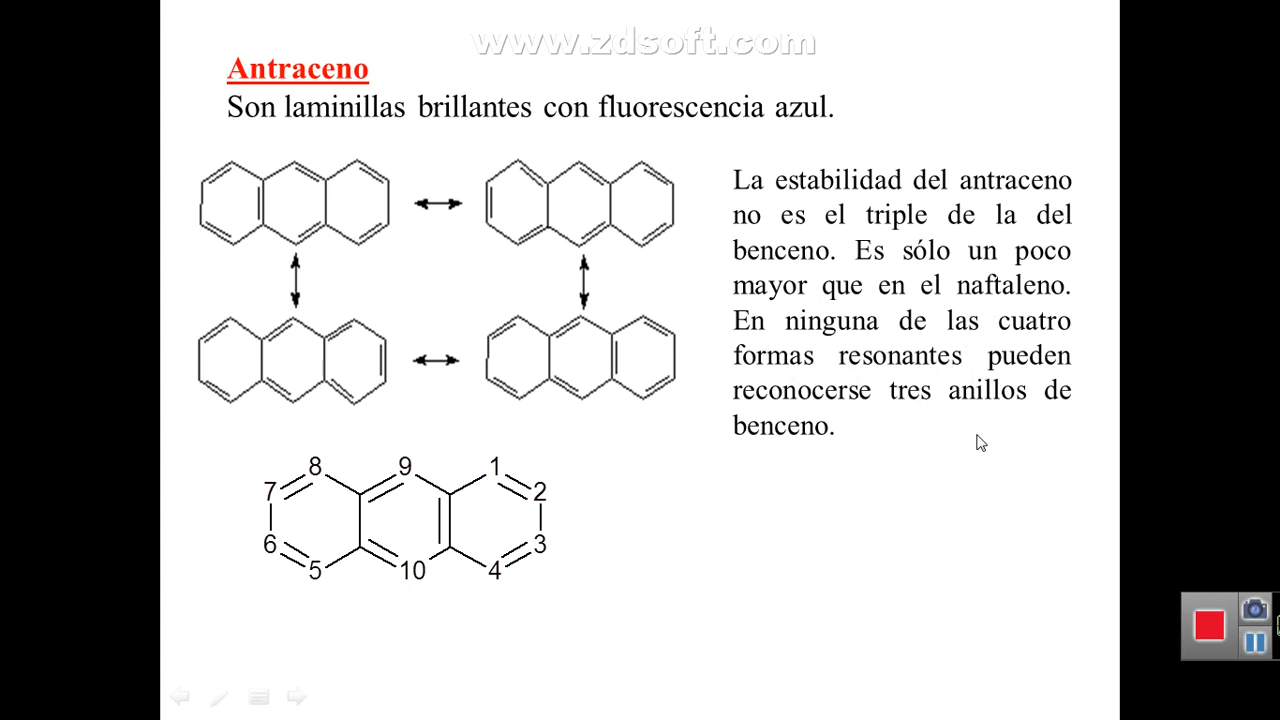 www.zdsoft.com
Antraceno
Son laminillas brillantes con fluorescencia azul.
La estabilidad del antraceno
no es el triple de la del
benceno. Es sólo un poco
mayor que en el naftaleno.
En ninguna de las cuatro
formas resonantes pueden
reconocerse tres anillos de
benceno.
8 9 1
7 2
6 3
5 10 4